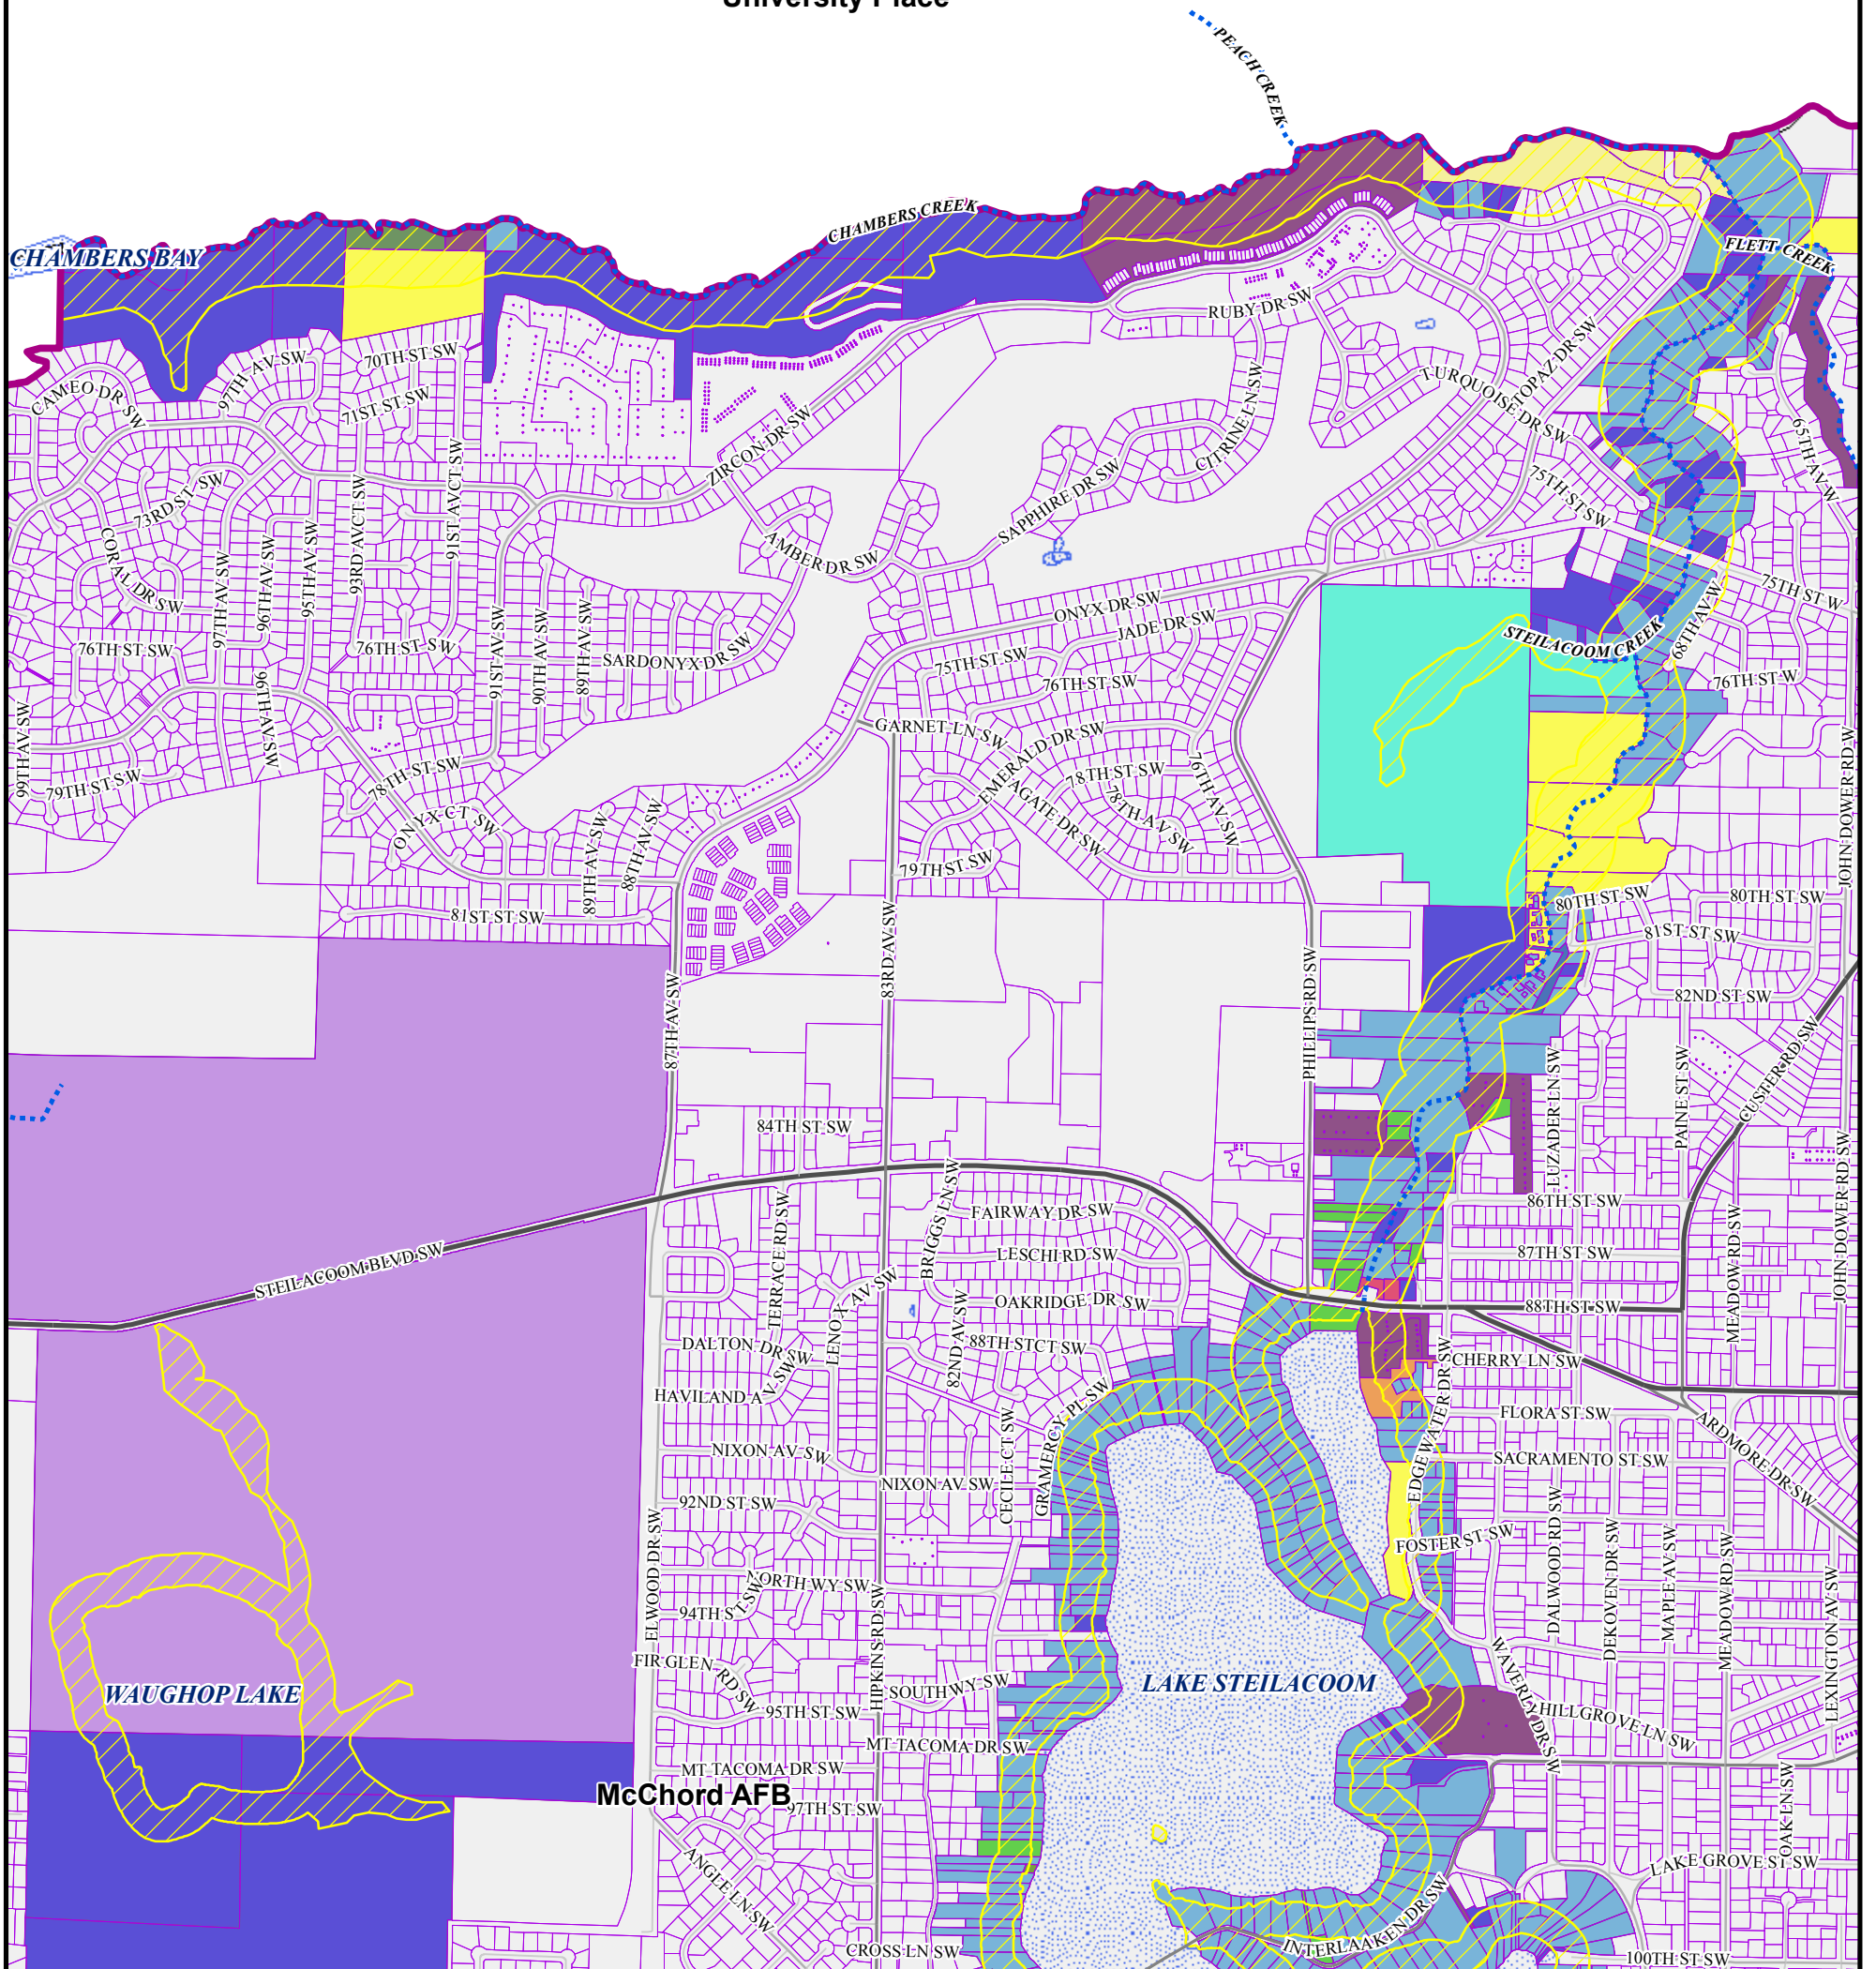 University Place
PEACH CREEK
CHAMBERS CREEK
CHAMBERS BAY
FLETT CREEK
RUBY DR SW
70TH ST SW
97TH AV SW
CAMEO DR SW
71ST ST SW
TURQUOISE DR SW
TOPAZ DR SW
CITRINE LN SW
65TH AV W
ZIRCON DR SW
91ST AVCT SW
73RD ST SW
93RD AVCT SW
SAPPHIRE DR SW
75TH ST SW
AMBER DR SW
CORAL DR SW
97TH AV SW
96TH AV SW
95TH AV SW
75TH ST W
ONYX DR SW
JADE DR SW
STEILACOOM CREEK
68TH AV W
76TH ST SW
76TH ST SW
91ST AV SW
90TH AV SW
89TH AV SW
SARDONYX DR SW
75TH ST SW
76TH ST SW
76TH ST W
96TH AV SW
99TH AV SW
GARNET LN SW
EMERALD DR SW
78TH ST SW
78TH ST SW
79TH ST SW
76TH AV SW
AGATE DR SW
78TH AV SW
JOHN DOWER RD W
ONYX CT SW
89TH AV SW
88TH AV SW
79TH ST SW
80TH ST SW
80TH ST SW
81ST ST SW
81ST ST SW
83RD AV SW
87TH AV SW
PHILLIPS RD SW
82ND ST SW
CUSTER RD SW
LUZADER LN SW
PAINE ST SW
84TH ST SW
JOHN DOWER RD SW
86TH ST SW
FAIRWAY DR SW
BRIGGS LN SW
TERRACE RD SW
LESCHI RD SW
87TH ST SW
MEADOW RD SW
STEILACOOM BLVD SW
LENOX AV SW
OAKRIDGE DR SW
88TH ST SW
82ND AV SW
88TH STCT SW
DALTON DR SW
CHERRY LN SW
HAVILAND AV SW
EDGEWATER DR SW
GRAMERCY PL SW
CECILE CT SW
FLORA ST SW
ARDMORE DR SW
NIXON AV SW
NIXON AV SW
SACRAMENTO ST SW
92ND ST SW
FOSTER ST SW
DALWOOD RD SW
DEKOVEN DR SW
MAPLE AV SW
MEADOW RD SW
LEXINGTON AV SW
ELWOOD DR SW
NORTH WY SW
94TH ST SW
HIPKINS RD SW
FIR GLEN RD SW
SOUTH WY SW
WAUGHOP LAKE
LAKE STEILACOOM
WAVERLY DR SW
HILLGROVE LN SW
95TH ST SW
MT TACOMA DR SW
MT TACOMA DR SW
McChord AFB
97TH ST SW
OAK LN SW
ANGLE LN SW
LAKE GROVE ST SW
INTERLAAKEN DR SW
CROSS LN SW
100TH ST SW